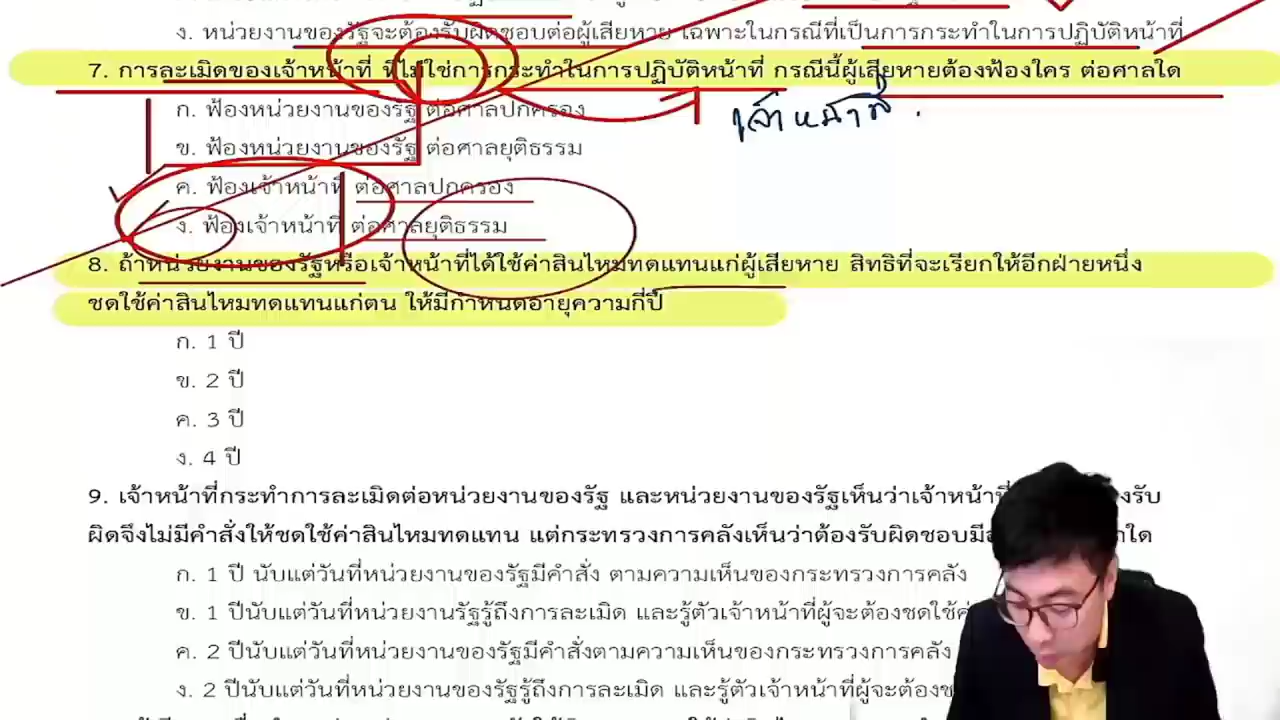 ง. หน่วยงานของรัฐจะต้องรับผิดชอบต่อผู้เสียหาย เฉพาะในกรณีที่เป็นการกระทำในการปฏิบัติหน้าที่
7. การละเมิดของเจ้าหน้าที่ ที่ไม่ใช่การกระทำในการปฏิบัติหน้าที่ กรณีนี้ผู้เสียหายต้องฟ้องใคร ต่อศาลใด
ก. ฟ้องหน่วยงานของรัฐ ต่อศาลปกครอง
เจ้าหน้าที่
ข. ฟ้องหน่วยงานของรัฐ ต่อศาลยุติธรรม
ค. ฟ้องเจ้าหน้าที่ ต่อศาลปกครอง
ง. ฟ้องเจ้าหน้าที่ ต่อศาลยุติธรรม
8. ถ้าหน่วยงานของรัฐหรือเจ้าหน้าที่ได้ใช้ค่าสินไหมทดแทนแก่ผู้เสียหาย สิทธิที่จะเรียกให้อีกฝ่ายหนึ่ง
ชดใช้ค่าสินไหมทดแทนแก่ตน ให้มีกำหนดอายุความกี่ปี
ก. 1 ปี
ข. 2 ปี
ค. 3 ปี
ง. 4 ปี
9. เจ้าหน้าที่กระทำการละเมิดต่อหน่วยงานของรัฐ และหน่วยงานของรัฐเห็นว่าเจ้าหน้าที่
ผิดจึงไม่มีคำสั่งให้ชดใช้ค่าสินไหมทดแทน แต่กระทรวงการคลังเห็นว่าต้องรับผิดชอบ
ก. 1 ปี นับแต่วันที่หน่วยงานของรัฐมีคำสั่ง ตามความเห็นของกระทรวงการคลัง
ข. 1 ปีนับแต่วันที่หน่วยงานรัฐรู้ถึงการละเมิด และรู้ตัวเจ้าหน้าที่ผู้จะต้องชดใช้
ค. 2 ปีนับแต่วันที่หน่วยงานของรัฐมีคำสั่งตามความเห็นของกระทรวงการคลัง
ง. 2 ปีนับแต่วันที่หน่วยงานของรัฐรู้ถึงการละเมิด และรู้ตัวเจ้าหน้าที่ผู้จะต้อง